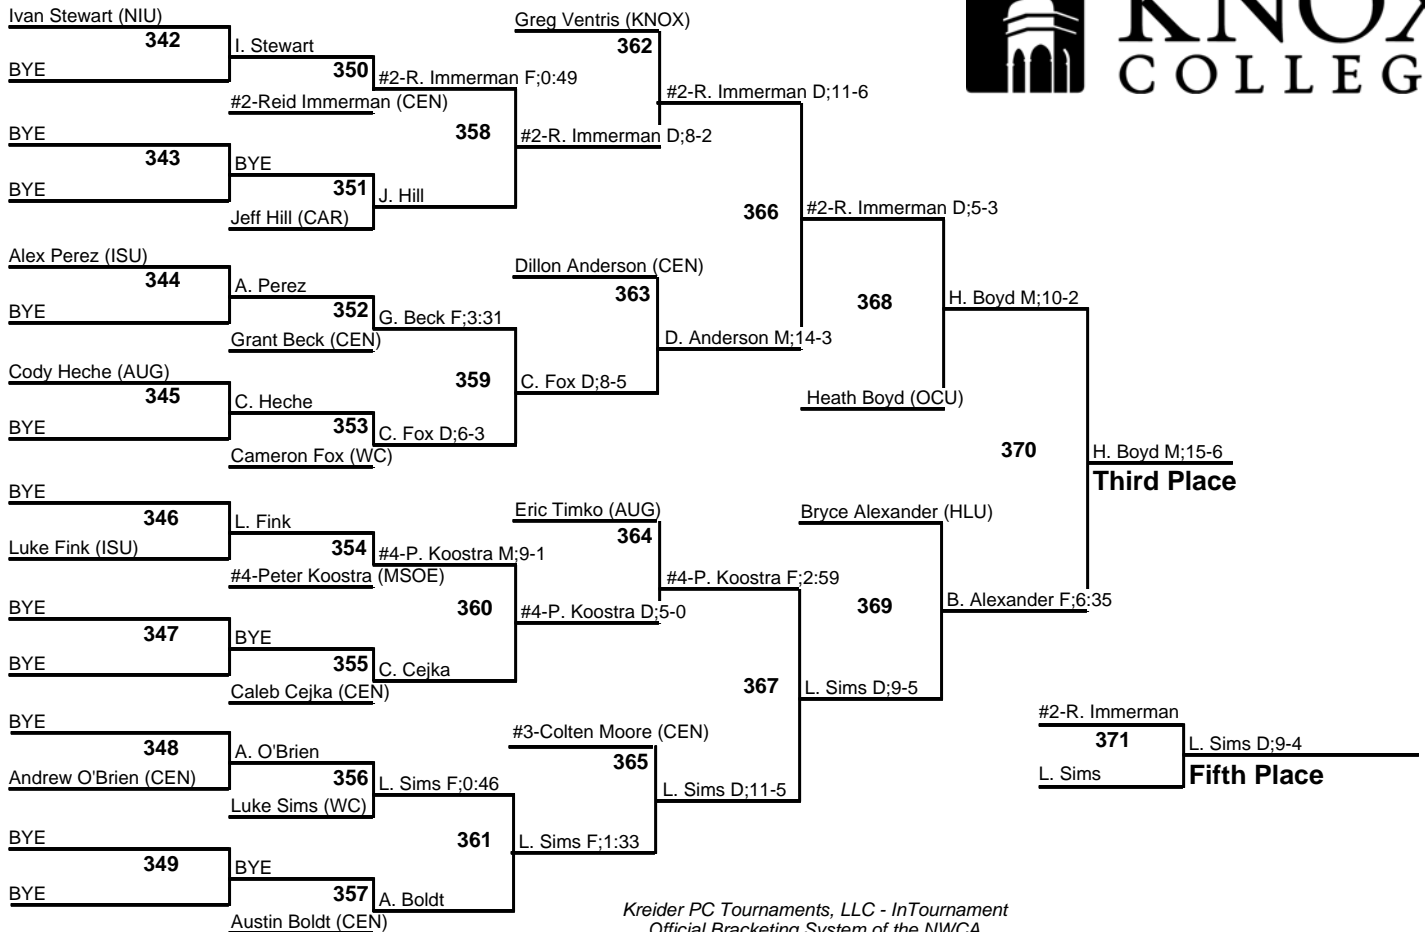 Ivan Stewart (NIU)
342
BYE
I. Stewart
350
#2-Reid Immerman (CEN)
#2-R. Immerman F;0:49
BYE
343
BYE
BYE
351
Jeff Hill (CAR)
J. Hill
358
#2-R. Immerman D;8-2
Greg Ventris (KNOX)
362
#2-R. Immerman D;11-6
Alex Perez (ISU)
344
BYE
A. Perez
352
Grant Beck (CEN)
G. Beck F;3:31
Cody Heche (AUG)
345
BYE
C. Heche
353
Cameron Fox (WC)
C. Fox D;6-3
359
C. Fox D;8-5
Dillon Anderson (CEN)
363
D. Anderson M;14-3
366
#2-R. Immerman D;5-3
368
Heath Boyd (OCU)
H. Boyd M;10-2
BYE
346
Luke Fink (ISU)
L. Fink
354
#4-Peter Koostra (MSOE)
#4-P. Koostra M;9-1
BYE
347
BYE
BYE
355
Caleb Cejka (CEN)
C. Cejka
360
#4-P. Koostra D;5-0
Eric Timko (AUG)
364
#4-P. Koostra F;2:59
BYE
348
Andrew O'Brien (CEN)
A. O'Brien
356
Luke Sims (WC)
L. Sims F;0:46
BYE
349
BYE
BYE
357
Austin Boldt (CEN)
A. Boldt
361
L. Sims F;1:33
#3-Colten Moore (CEN)
365
L. Sims D;11-5
367
L. Sims D;9-5
Bryce Alexander (HLU)
369
B. Alexander F;6:35
370
H. Boyd M;15-6
Third Place
#2-R. Immerman
371
L. Sims
L. Sims D;9-4
Fifth Place
KNOX
COLLEG
Kreider PC Tournaments, LLC - InTournament
Official Bracketing System of the NWCA